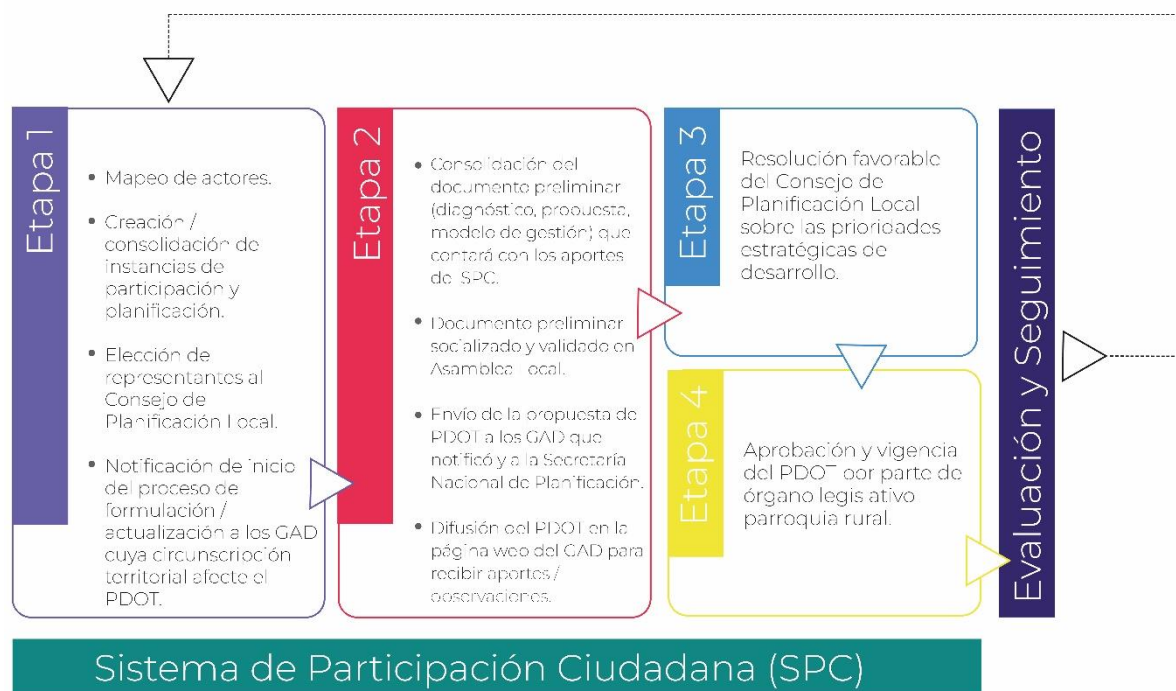 Etapa 1
• Mapeo de actores.
• Creación /
consolidación de
instancias de
participación y
planificación.
• Elección de
representantes al
Consejo de
Planificación Local.
• Notificación de inicio
del proceso de
formulación /
actualización a los GAD
cuya circunscripción
territorial afecte el
PDOT.
Etapa 2
• Consolidación del
documento preliminar
(diagnóstico, propuesta,
modelo de gestión) que
contará con los aportes
de SPC.
• Documento preliminar
socializado y validado en
Asamblea Local.
• Envío de la propuesta de
PDOT a los GAD que
notificó y a la Secretaría
Nacional de Planificación.
• Difusión del PDOT en la
página web del GAD para
recibir aportes /
observaciones.
Etapa 3
Resolución favorable
del Consejo de
Planificación Local
sobre las prioridades
estratégicas de
desarrollo.
Etapa 4
Aprobación y vigencia
del PDOT por parte de
órgano legislativo
parroquia rural.
Evaluación y Seguimiento
Sistema de Participación Ciudadana (SPC)